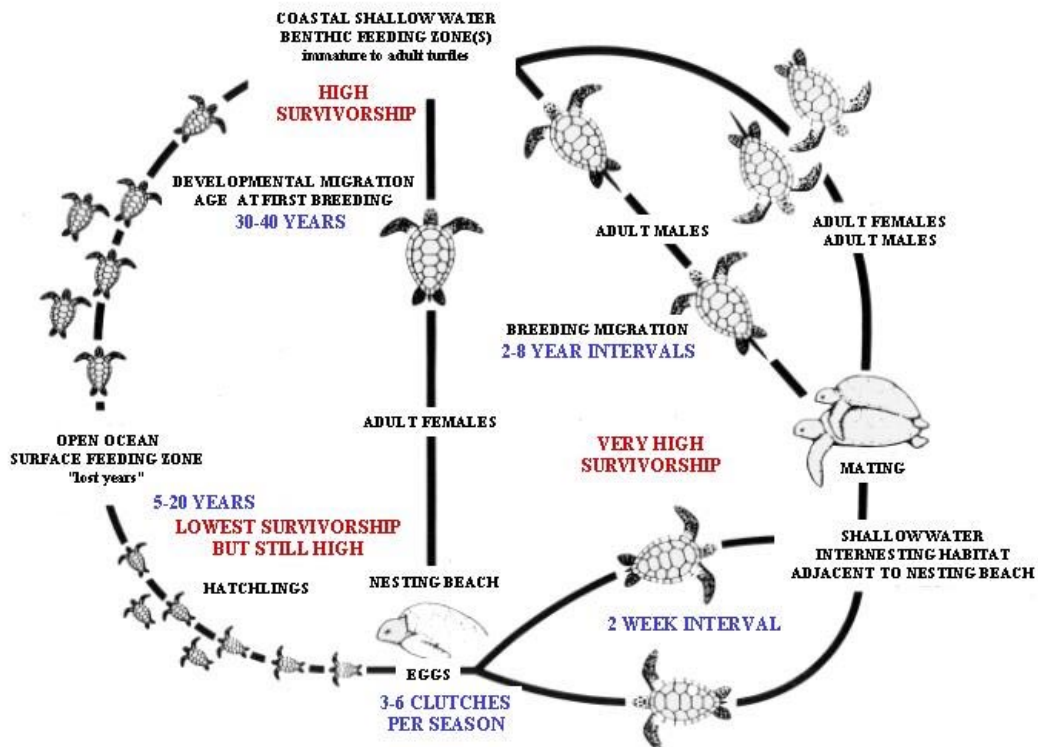 COASTAL SHALLOW WATER
BENTHIC FEEDING ZONE(S)
immature to adult turtles
HIGH
SURVIVORSHIP
DEVELOPMENTAL MIGRATION
AGE AT FIRST BREEDING
30-40 YEARS
ADULT MALES
ADULT FEMALES
ADULT MALES
BREEDING MIGRATION
2-8 YEAR INTERVALS
ADULT FEMALES
OPEN OCEAN
SURFACE FEEDING ZONE
"lost years"
VERY HIGH
SURVIVORSHIP
MATING
5-20 YEARS
LOWEST SURVIVORSHIP
BUT STILL HIGH
HATCHLINGS
NESTING BEACH
SHALLOW WATER
INTERNESTING HABITAT
ADJACENT TO NESTING BEACH
2 WEEK INTERVAL
EGGS
3-6 CLUTCHES
PER SEASON